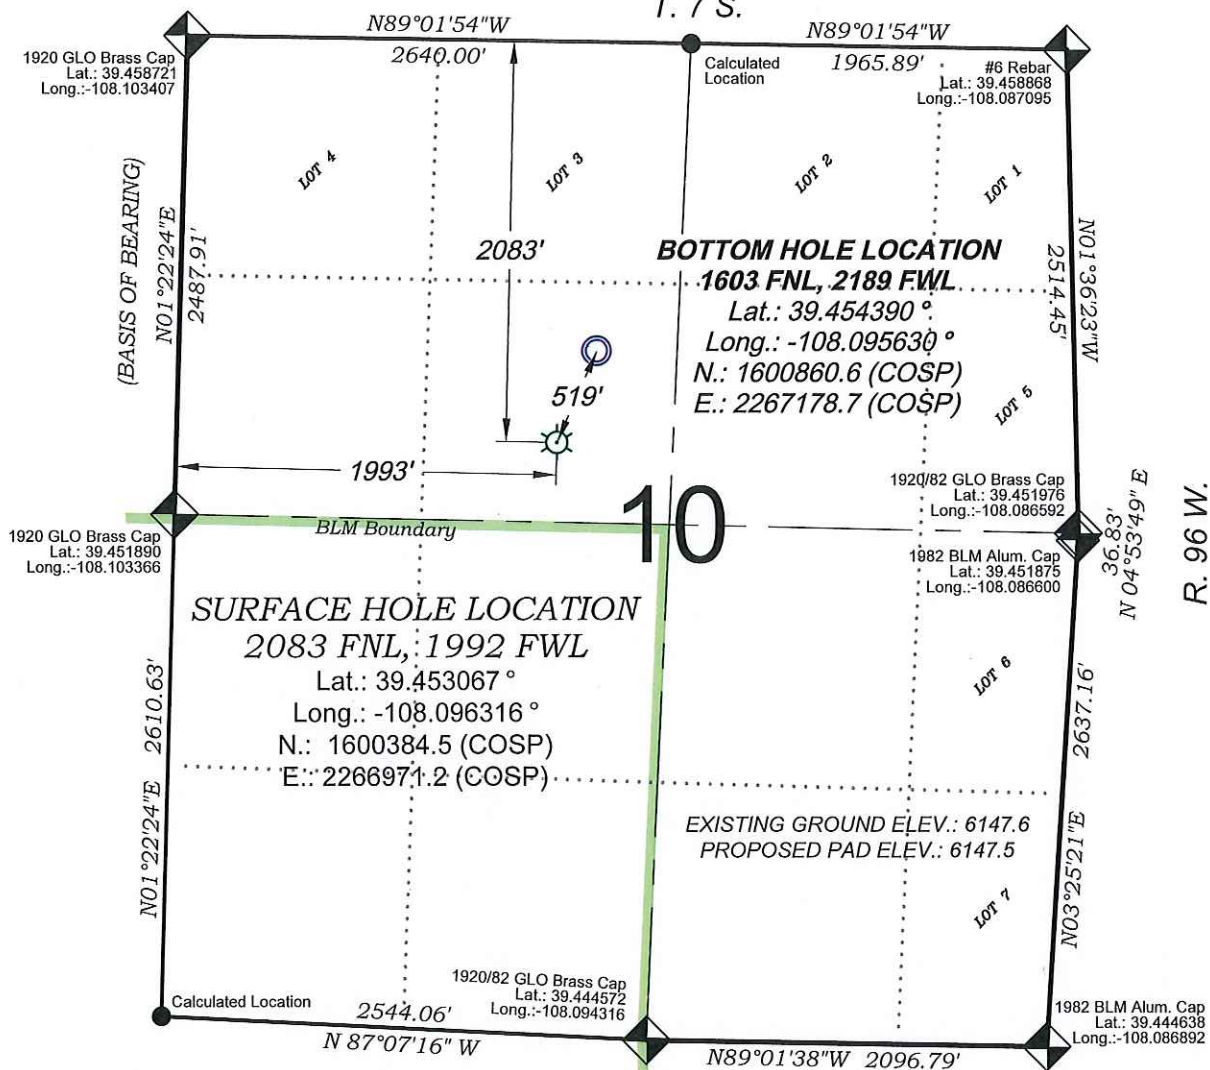 T. 7 S.
N89°01'54"W
2640.00'
N89°01'54"W
1965.89'
1920 GLO Brass Cap
Lat.: 39.458721
Long.:-108.103407
Calculated
Location
#6 Rebar
Lat.: 39.458868
Long.:-108.087095
LOT 4
LOT 3
LOT 2
LOT 1
(BASIS OF BEARING)
N01°22'24"E
2487.91'
2083'
BOTTOM HOLE LOCATION
1603 FNL, 2189 FWL
Lat.: 39.454390 °
Long.: -108.095630 °
N.: 1600860.6 (COSP)
E.: 2267178.7 (COSP)
N01°36'23"W
2514.45'
519'
LOT 5
1993'
10
1920/82 GLO Brass Cap
Lat.: 39.451976
Long.:-108.086592
BLM Boundary
1920 GLO Brass Cap
Lat.: 39.451890
Long.:-108.103366
1982 BLM Alum. Cap
Lat.: 39.451875
Long.:-108.086600
36.83'
N 04°53'49" E
R. 96 W.
SURFACE HOLE LOCATION
2083 FNL, 1992 FWL
Lat.: 39.453067 °
Long.: -108.096316 °
N.: 1600384.5 (COSP)
E.: 2266971.2 (COSP)
LOT 6
2610.63'
N01°22'24"E
2637.16'
N03°25'21"E
EXISTING GROUND ELEV.: 6147.6
PROPOSED PAD ELEV.: 6147.5
LOT 7
1920/82 GLO Brass Cap
Lat.: 39.444572
Long.:-108.094316
Calculated Location
2544.06'
N 87°07'16" W
1982 BLM Alum. Cap
Lat.: 39.444638
Long.:-108.086892
N89°01'38"W 2096.79'